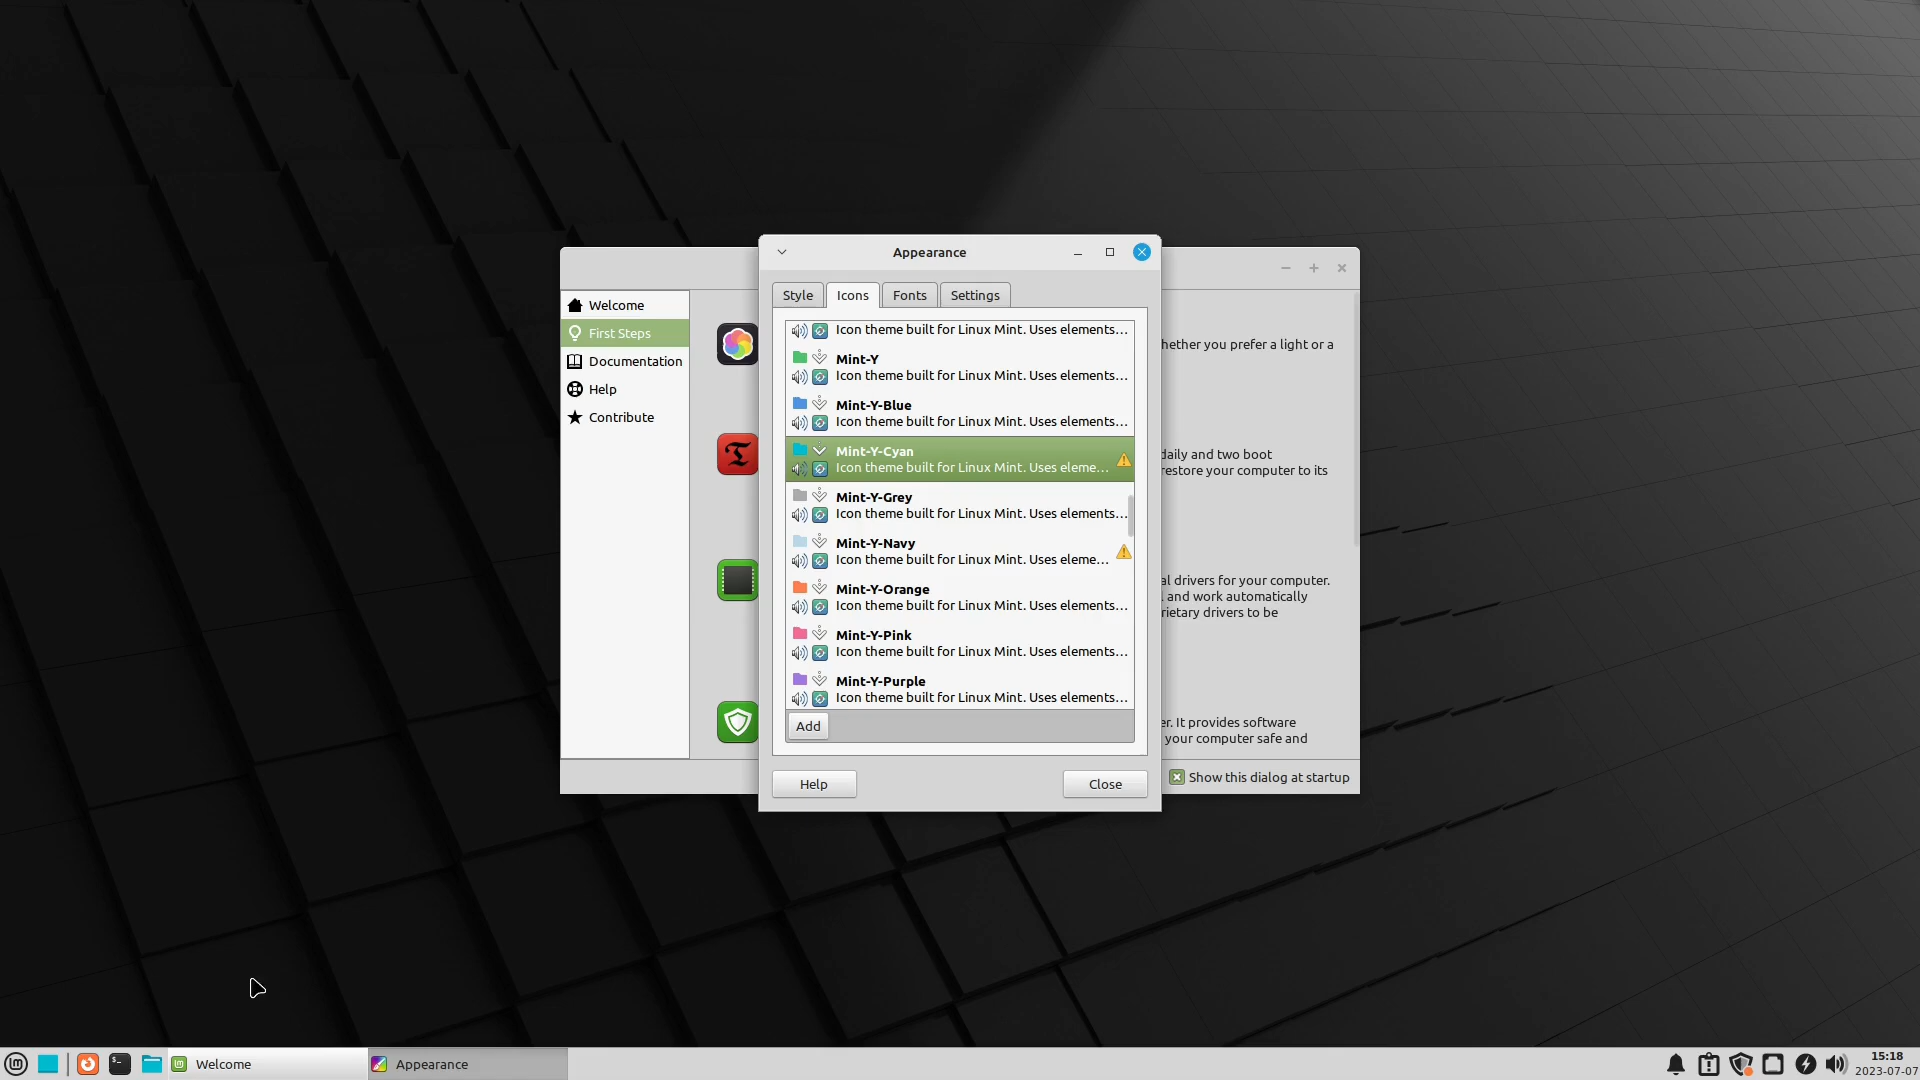 Appearance
Style
Icons
Fonts
Settings
Welcome
First Steps
Documentation
Help
Contribute
Icon theme built for Linux Mint. Uses elements...
Mint-Y
Icon theme built for Linux Mint. Uses elements...
Mint-Y-Blue
Icon theme built for Linux Mint. Uses elements...
Mint-Y-Cyan
Icon theme built for Linux Mint. Uses eleme...
Mint-Y-Grey
Icon theme built for Linux Mint. Uses elements...
Mint-Y-Navy
Icon theme built for Linux Mint. Uses eleme...
Mint-Y-Orange
Icon theme built for Linux Mint. Uses elements...
Mint-Y-Pink
Icon theme built for Linux Mint. Uses elements...
Mint-Y-Purple
Icon theme built for Linux Mint. Uses elements...
Add
Help
Close
hether you prefer a light or a
daily and two boot
restore your computer to its
al drivers for your computer.
l and work automatically
rietary drivers to be
er. It provides software
your computer safe and
Show this dialog at startup
Welcome
Appearance
15:18
2023-07-07